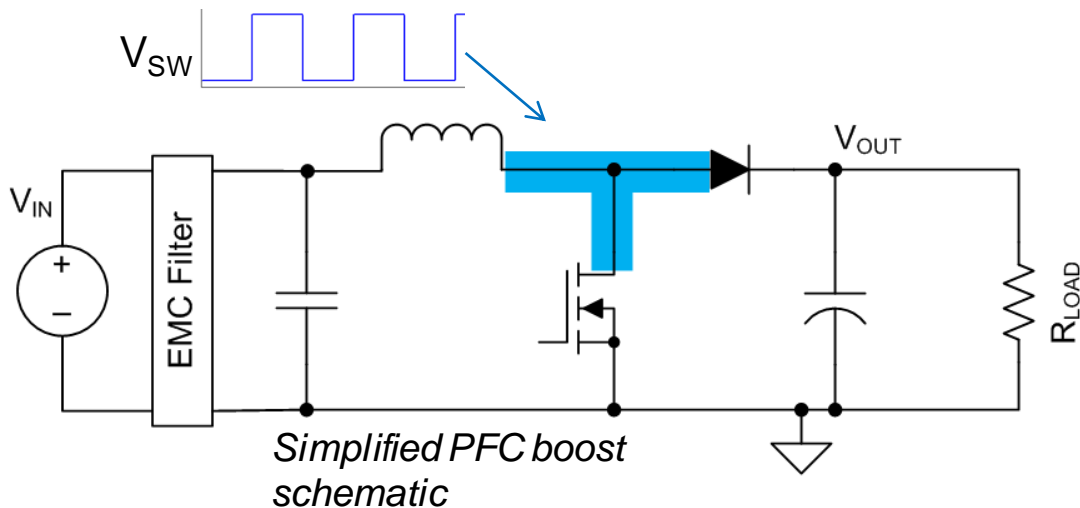 VSW
VIN
EMC Filter
VOUT
RLOAD
+
–
Simplified PFC boost
schematic